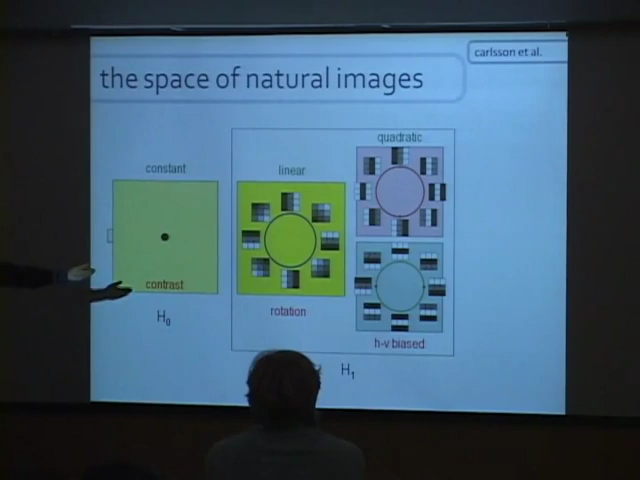 carlsson et al.
the space of natural images
constant
linear
quadratic
contrast
rotation
h-v biased
H₀
H₁